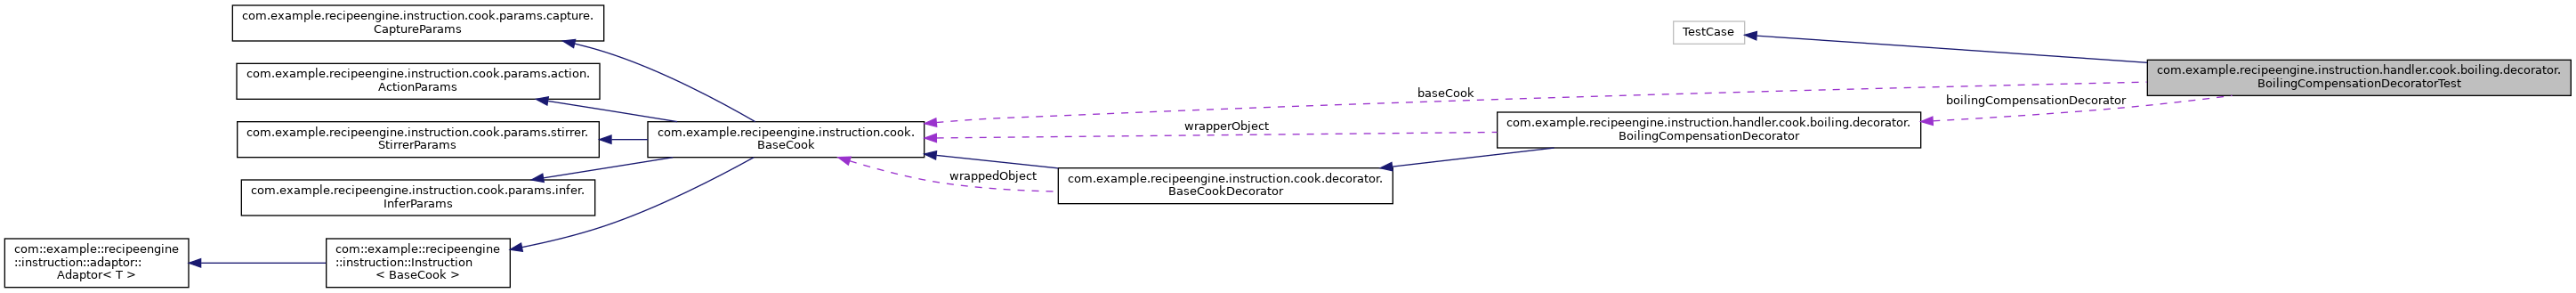 com.example.recipeengine.instruction.cook.params.capture.
CaptureParams
TestCase
com.example.recipeengine.instruction.cook.params.action.
ActionParams
com.example.recipeengine.instruction.handler.cook.boiling.decorator.
BoilingCompensationDecoratorTest
baseCook
boilingCompensationDecorator
com.example.recipeengine.instruction.cook.params.stirrer.
StirrerParams
com.example.recipeengine.instruction.cook.
BaseCook
wrapperObject
com.example.recipeengine.instruction.handler.cook.boiling.decorator.
BoilingCompensationDecorator
wrappedObject
com.example.recipeengine.instruction.cook.decorator.
BaseCookDecorator
com.example.recipeengine.instruction.cook.params.infer.
InferParams
com::example::recipeengine
::instruction::adaptor::
Adaptor< T >
com::example::recipeengine
::instruction::Instruction
< BaseCook >